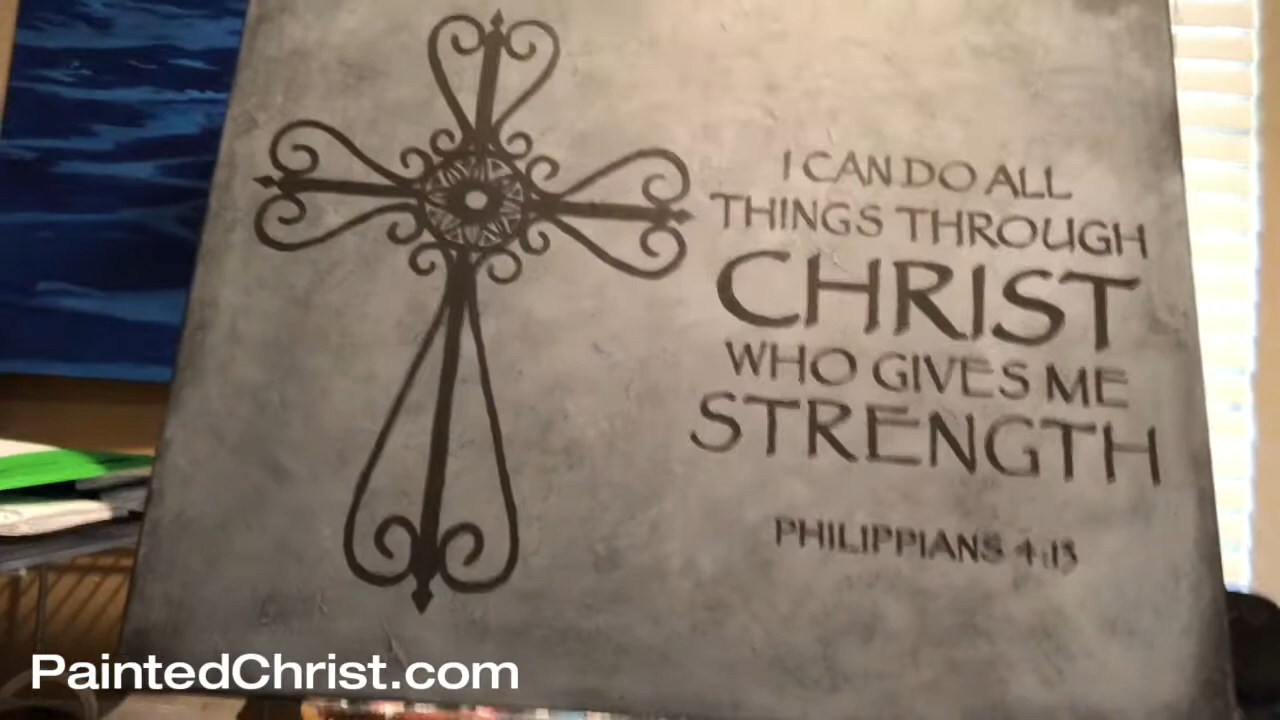 I CAN DO ALL
THINGS THROUGH
CHRIST
WHO GIVES ME
STRENGTH
PHILIPPIANS 4:13
PaintedChrist.com